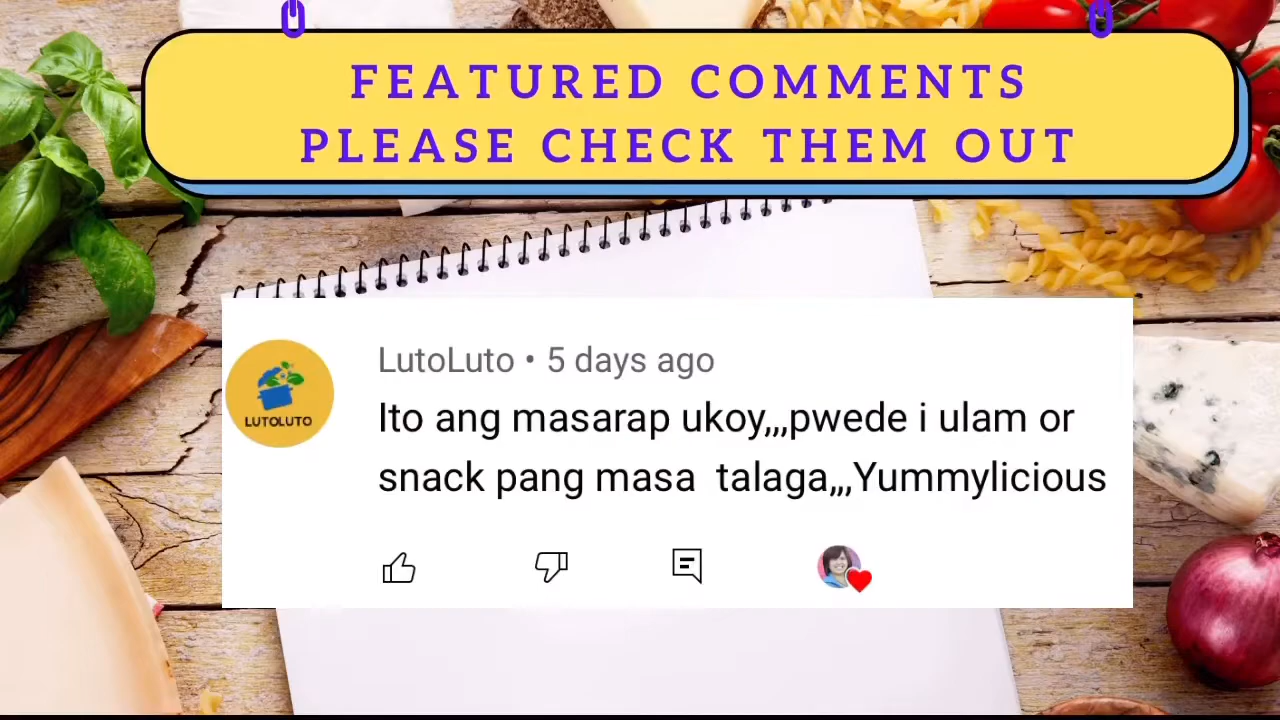 FEATURED COMMENTS
PLEASE CHECK THEM OUT
LutoLuto • 5 days ago
LUTOLUTO
Ito ang masarap ukoy,,,pwede i ulam or
snack pang masa  talaga,,,Yummylicious